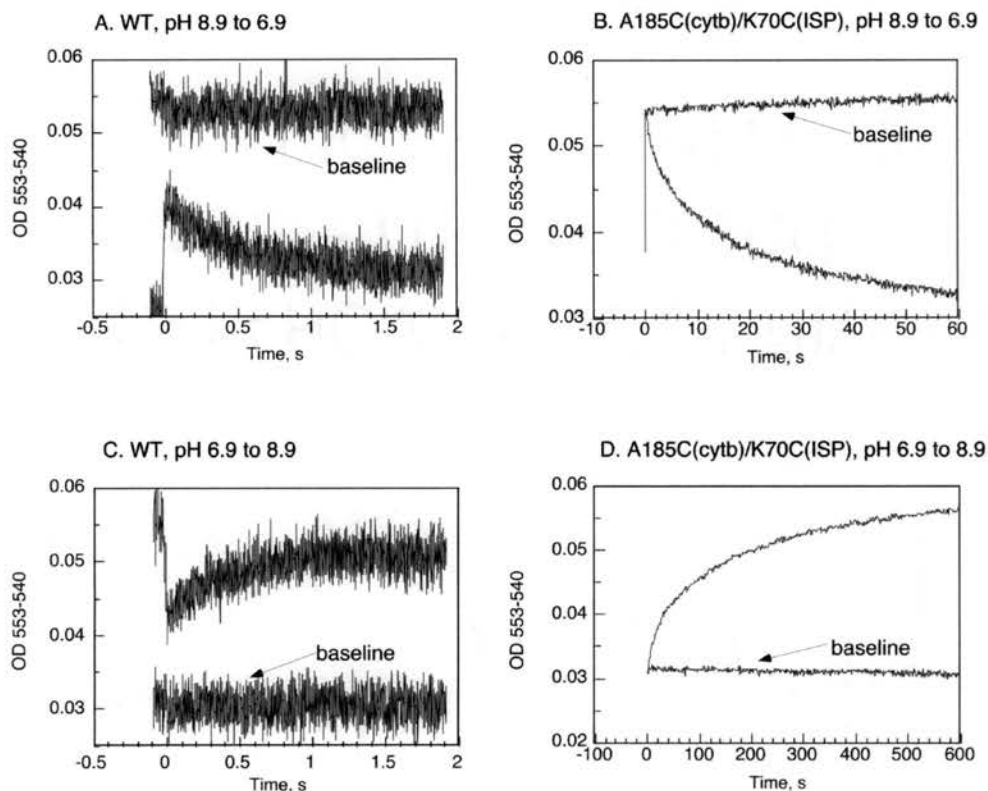 A. WT, pH 8.9 to 6.9
0.06
0.05
0.04
0.03
OD 553-540
baseline
-0.5
0
0.5
1
1.5
2
Time, s
B. A185C(cytb)/K70C(ISP), pH 8.9 to 6.9
0.06
0.05
0.04
0.03
OD 553-540
baseline
-10
0
10
20
30
40
50
60
Time, s
C. WT, pH 6.9 to 8.9
0.06
0.05
0.04
0.03
OD 553-540
baseline
-0.5
0
0.5
1
1.5
2
Time, s
D. A185C(cytb)/K70C(ISP), pH 6.9 to 8.9
0.06
0.05
0.04
0.03
0.02
OD 553-540
baseline
-100
0
100
200
300
400
500
600
Time, s